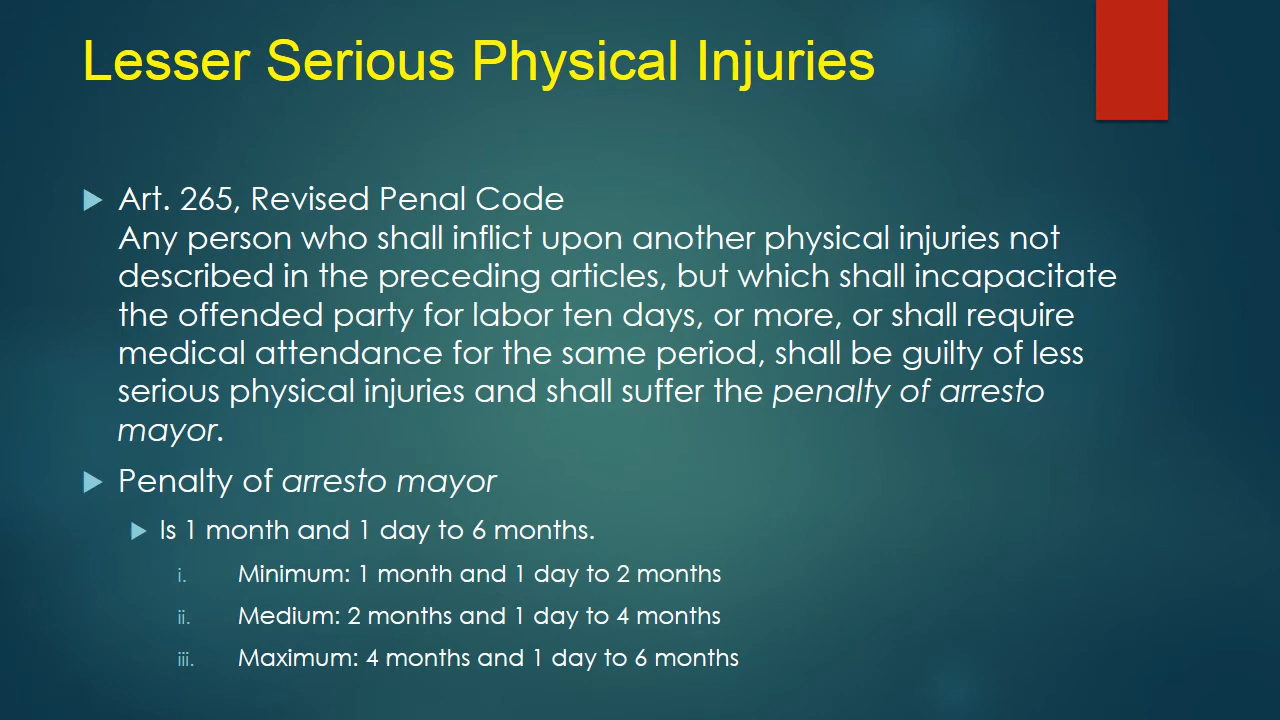 Lesser Serious Physical Injuries
Art. 265, Revised Penal Code
Any person who shall inflict upon another physical injuries not
described in the preceding articles, but which shall incapacitate
the offended party for labor ten days, or more, or shall require
medical attendance for the same period, shall be guilty of less
serious physical injuries and shall suffer the penalty of arresto
mayor.
Penalty of arresto mayor
Is 1 month and 1 day to 6 months.
i. Minimum: 1 month and 1 day to 2 months
ii. Medium: 2 months and 1 day to 4 months
iii. Maximum: 4 months and 1 day to 6 months